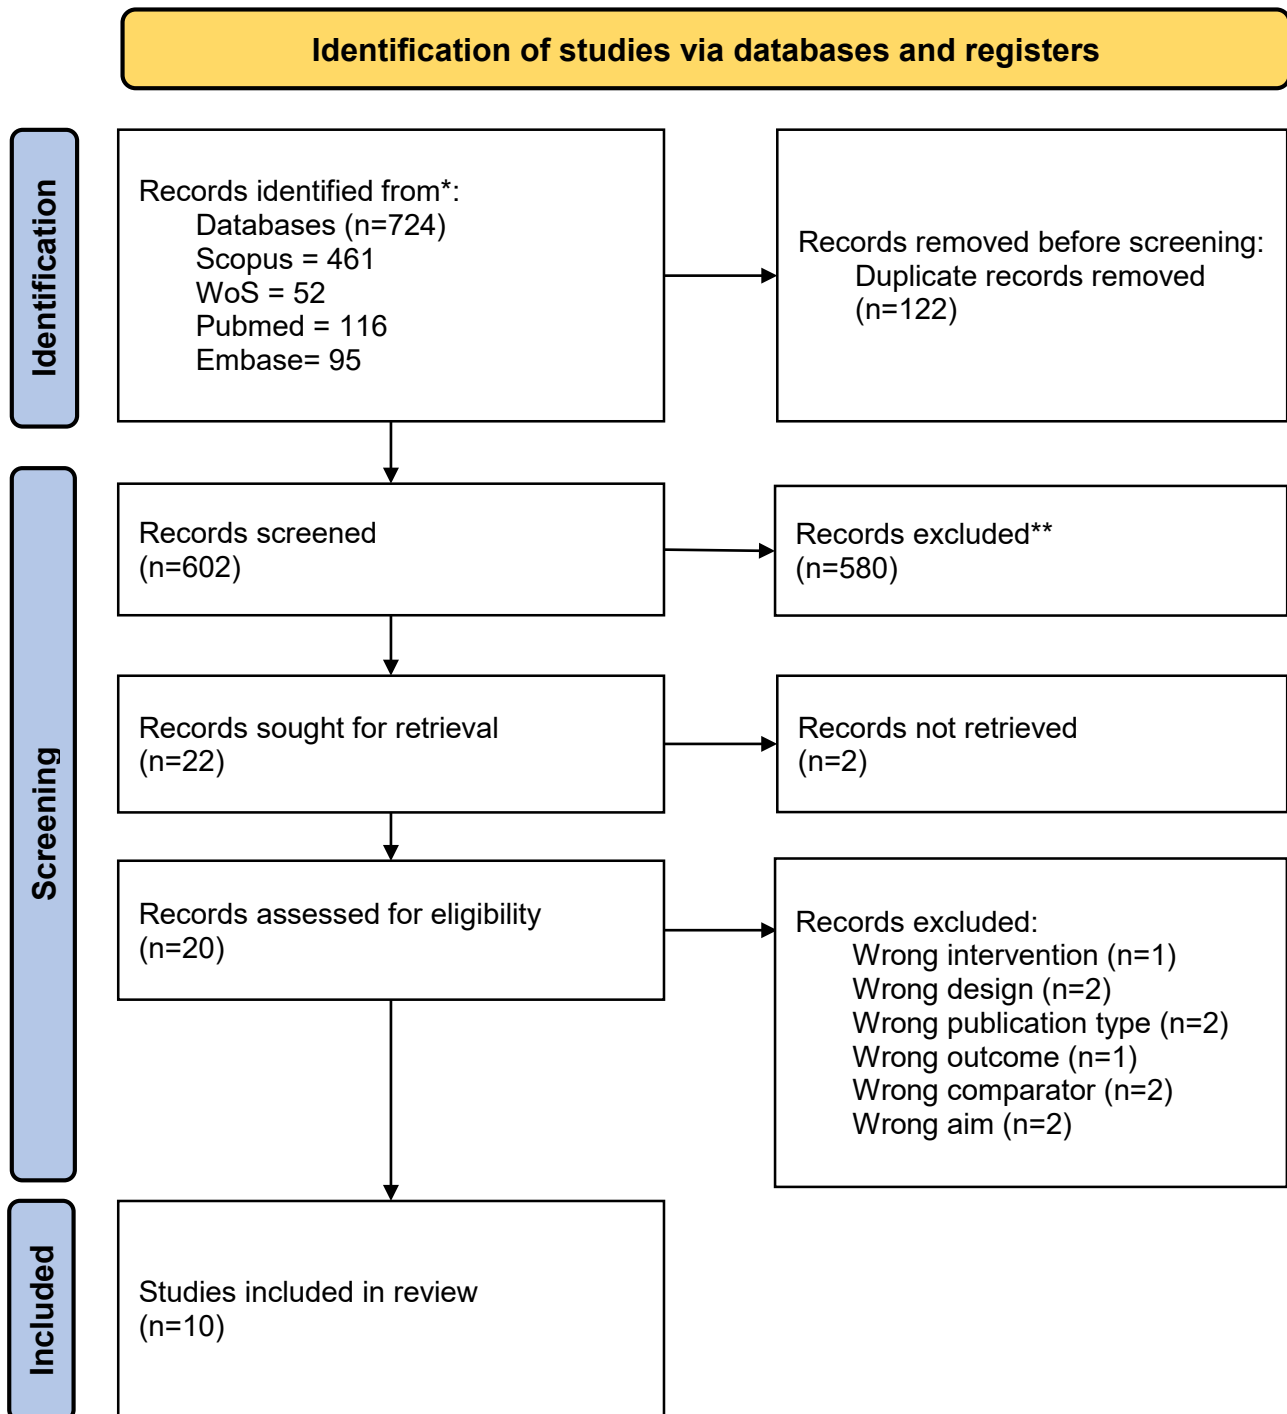 Identification of studies via databases and registers
Identification
Records identified from*:
Databases (n=724)
Scopus = 461
WoS = 52
Pubmed = 116
Embase= 95
Records removed before screening:
Duplicate records removed
(n=122)
Screening
Records screened
(n=602)
Records excluded**
(n=580)
Records sought for retrieval
(n=22)
Records not retrieved
(n=2)
Records assessed for eligibility
(n=20)
Records excluded:
Wrong intervention (n=1)
Wrong design (n=2)
Wrong publication type (n=2)
Wrong outcome (n=1)
Wrong comparator (n=2)
Wrong aim (n=2)
Included
Studies included in review
(n=10)